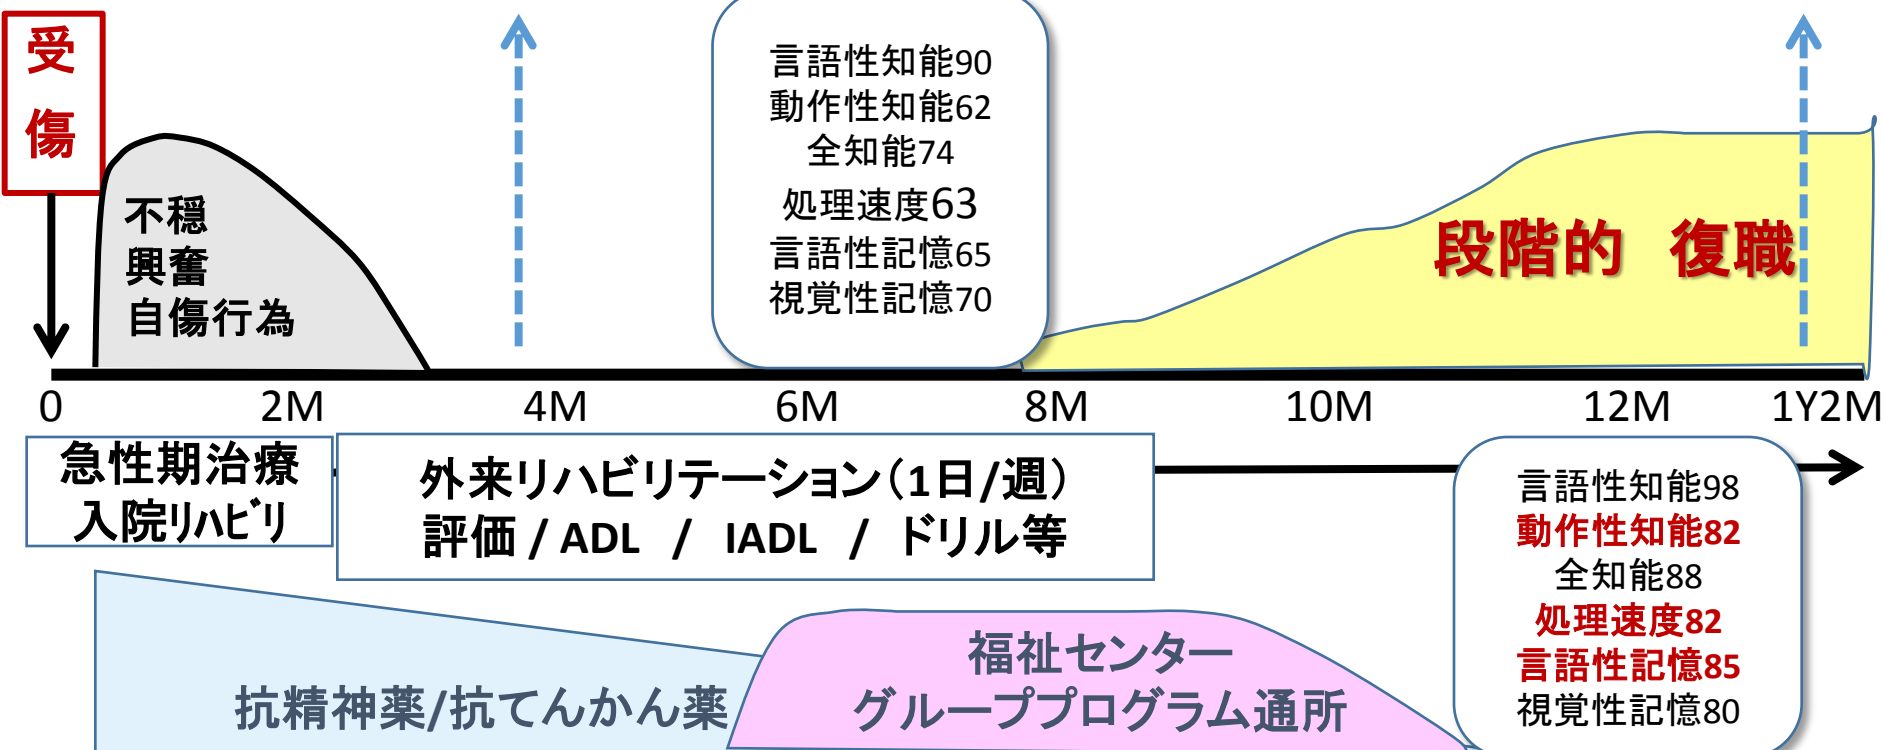 受
傷
不穏
興奮
自傷行為
言語性知能90
動作性知能62
全知能74
処理速度63
言語性記憶65
視覚性記憶70
段階的　復職
0 2M 4M 6M 8M 10M 12M 1Y2M
急性期治療
入院リハビリ
外来リハビリテーション（1日/週）
評価 / ADL / IADL / ドリル等
言語性知能98
動作性知能82
全知能88
処理速度82
言語性記憶85
視覚性記憶80
抗精神薬/抗てんかん薬
福祉センター
グループプログラム通所